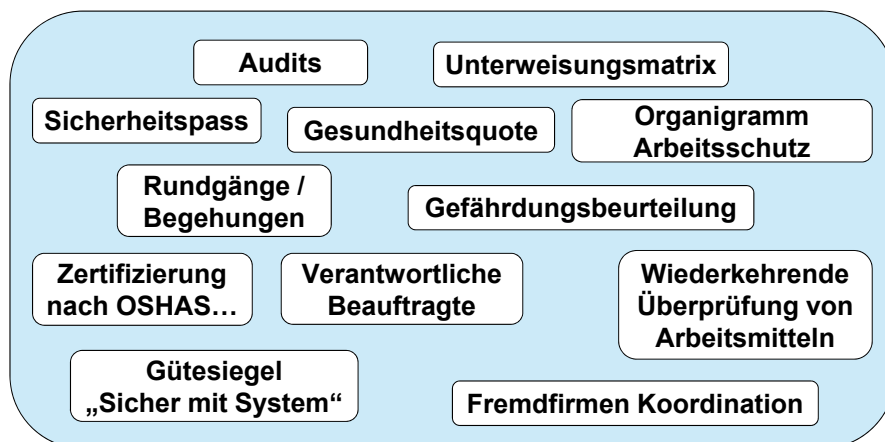 Audits
Unterweisungsmatrix
Sicherheitspass
Gesundheitsquote
Organigramm
Arbeitsschutz
Rundgänge /
Begehungen
Gefährdungsbeurteilung
Zertifizierung
nach OSHAS…
Verantwortliche
Beauftragte
Wiederkehrende
Überprüfung von
Arbeitsmitteln
Gütesiegel
„Sicher mit System“
Fremdfirmen Koordination